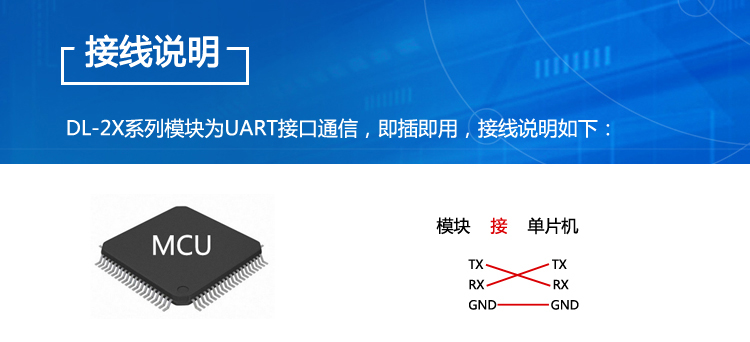 接线说明
DL-2X系列模块为UART接口通信，即插即用，接线说明如下：
MCU
模块 接 单片机
TX TX
RX RX
GND GND